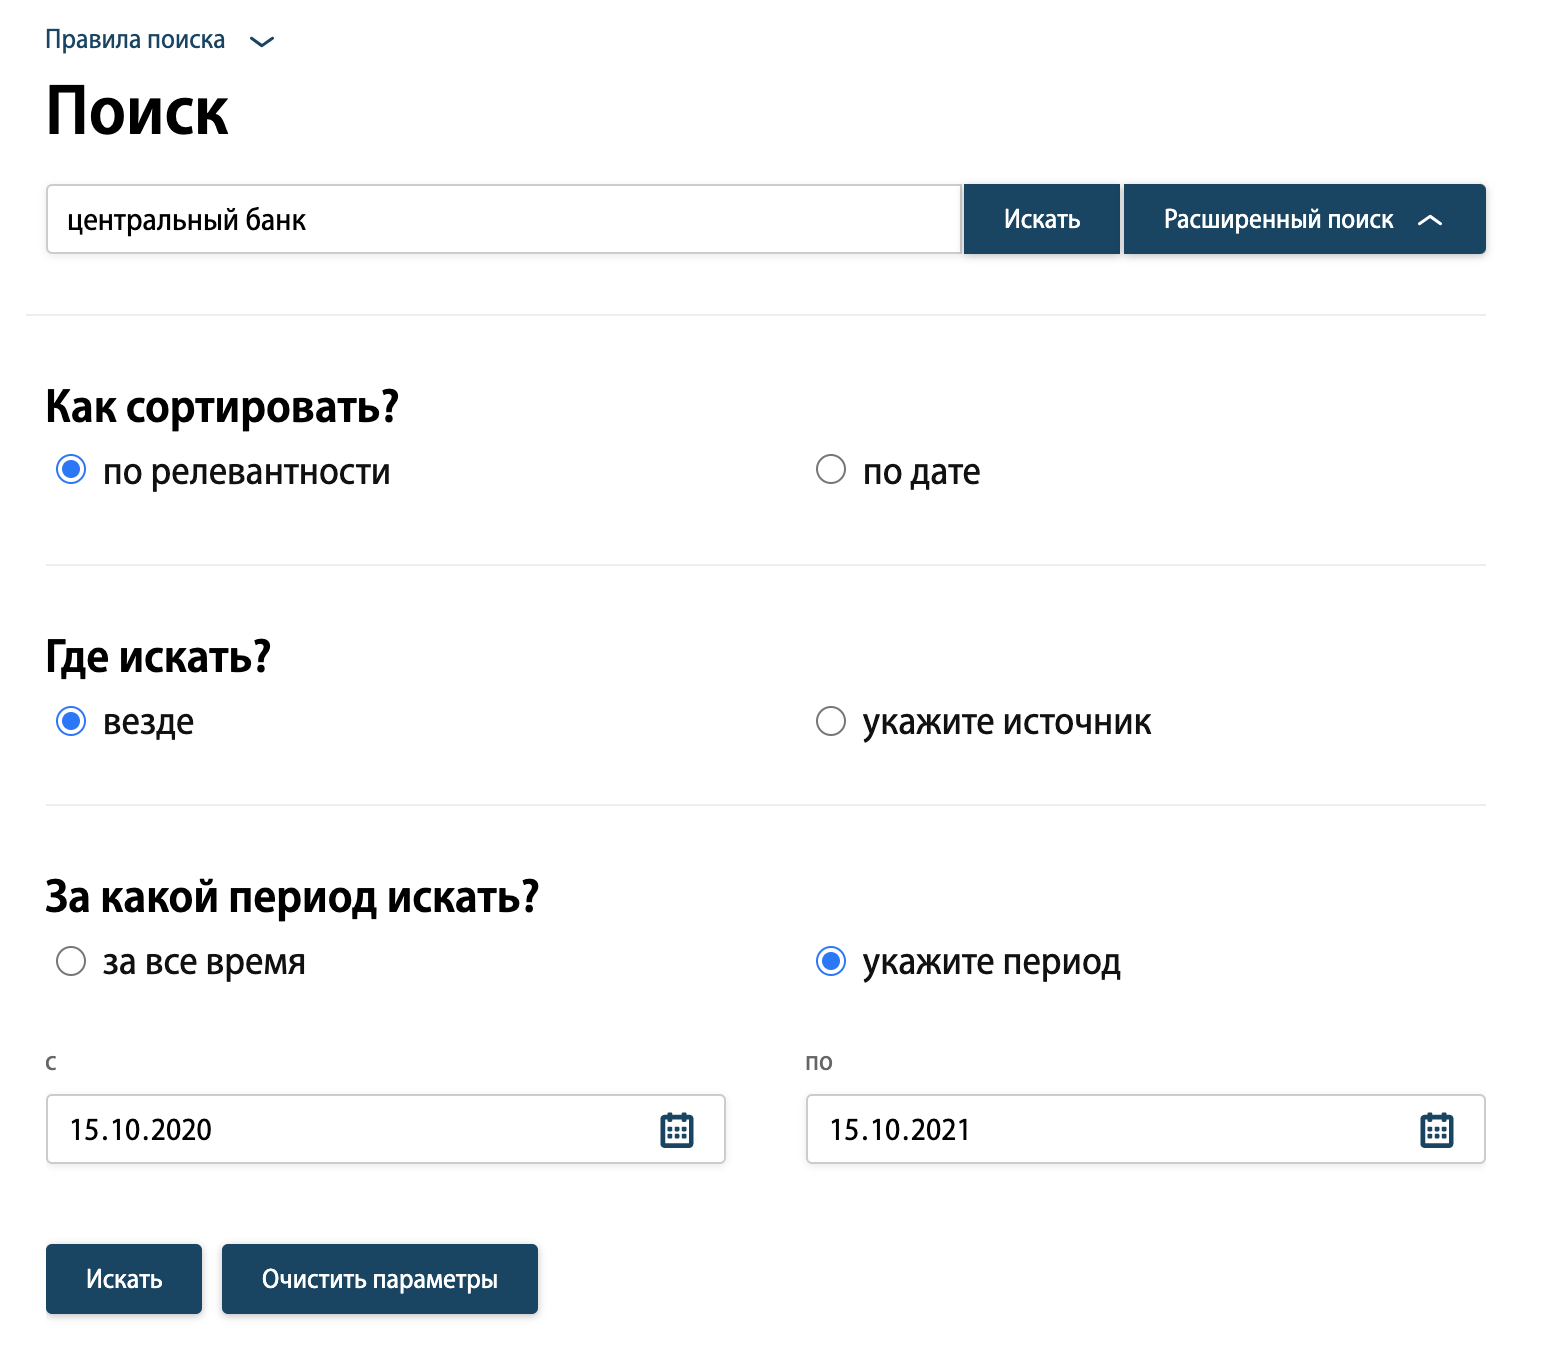 Правила поиска
Поиск
центральный банк
Искать
Расширенный поиск
Как сортировать?
по релевантности
по дате
Где искать?
везде
укажите источник
За какой период искать?
за все время
укажите период
с
по
15.10.2020
15.10.2021
Искать
Очистить параметры